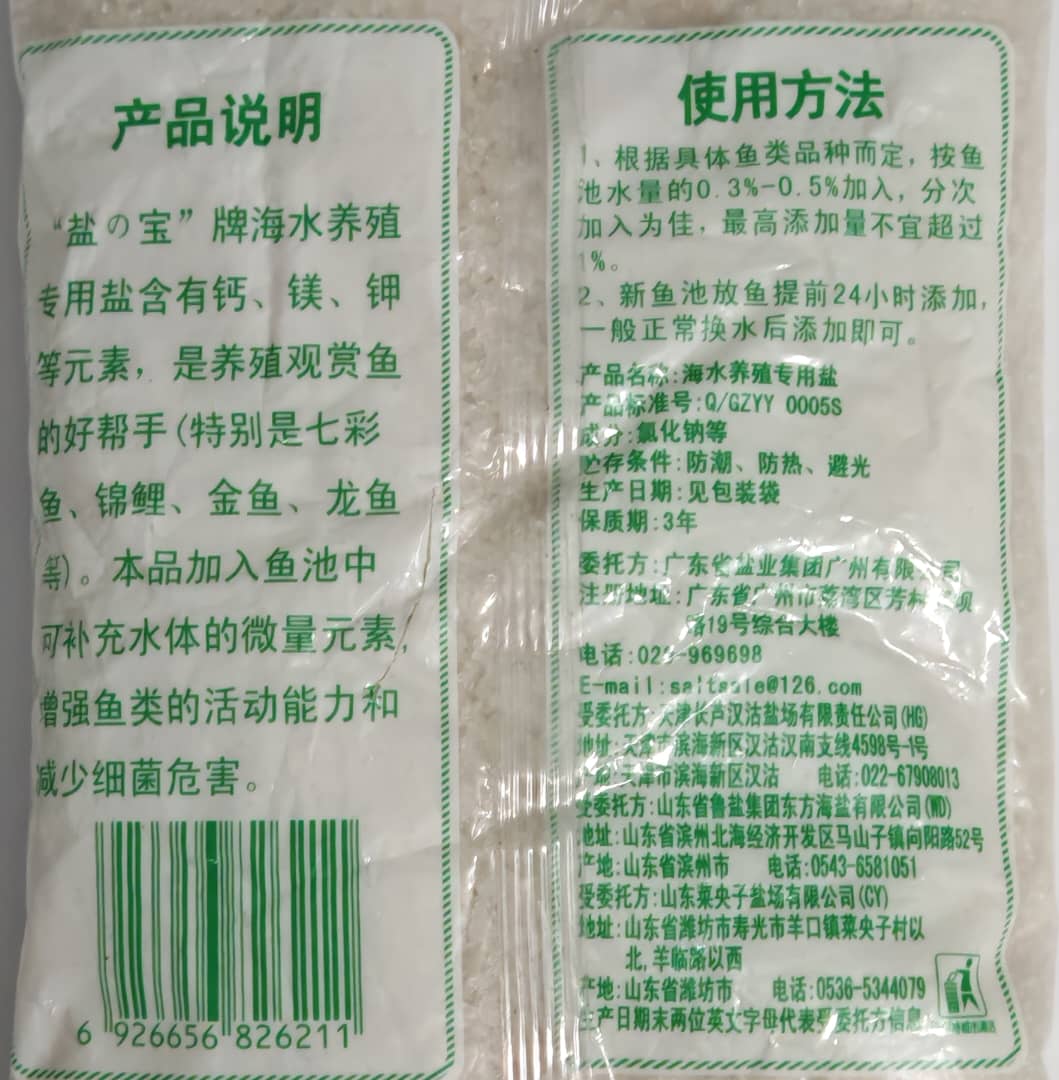 产品说明
“盐の宝”牌海水养殖
专用盐含有钙、镁、钾
等元素，是养殖观赏鱼
的好帮手(特别是七彩
鱼、锦鲤、金鱼、龙鱼
等)。本品加入鱼池中
可补充水体的微量元素,
增强鱼类的活动能力和
减少细菌危害。
6 926656 826211
使用方法
1、根据具体鱼类品种而定，按鱼
池水量的0.3%-0.5%加入，分次
加入为佳，最高添加量不宜超过
1%。
2、新鱼池放鱼提前24小时添加，
一般正常换水后添加即可。
产品名称:海水养殖专用盐
产品标准号:Q/GZYY 0005S
成分:氯化钠等
贮存条件:防潮、防热、避光
生产日期:见包装袋
保质期:3年
委托方:广东省盐业集团广州有限公司
注册地址:广东省广州市荔湾区芳村
路19号综合大楼
电话:020-969698
E-mail:saltsale@126.com
受委托方:天津长芦汉沽盐场有限责任公司(HG)
地址:天津市滨海新区汉沽汉南支线4598号-1号
产地:天津市滨海新区汉沽 电话:022-67908013
受委托方:山东省鲁盐集团东方海盐有限公司(WD)
地址:山东省滨州北海经济开发区马山子镇向阳路52号
产地:山东省滨州市 电话:0543-6581051
受委托方:山东菜央子盐场有限公司(CY)
地址:山东省潍坊市寿光市羊口镇菜央子村以
北,羊临路以西
产地:山东省潍坊市 电话:0536-5344079
生产日期末两位英文字母代表受委托方信息